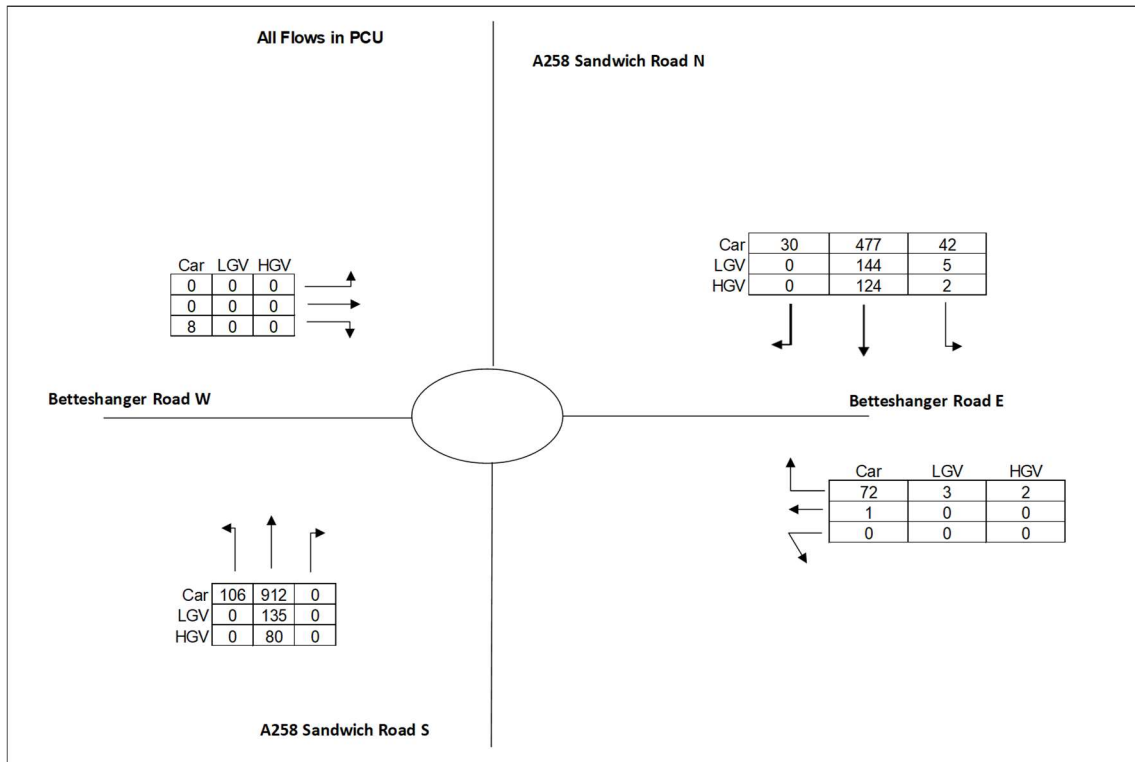 All Flows in PCU
A258 Sandwich Road N
Car 30 477 42
LGV 0 144 5
HGV 0 124 2
Car LGV HGV
0 0 0
0 0 0
8 0 0
Betteshanger Road W
Betteshanger Road E
Car LGV HGV
72 3 2
1 0 0
0 0 0
Car 106 912 0
LGV 0 135 0
HGV 0 80 0
A258 Sandwich Road S